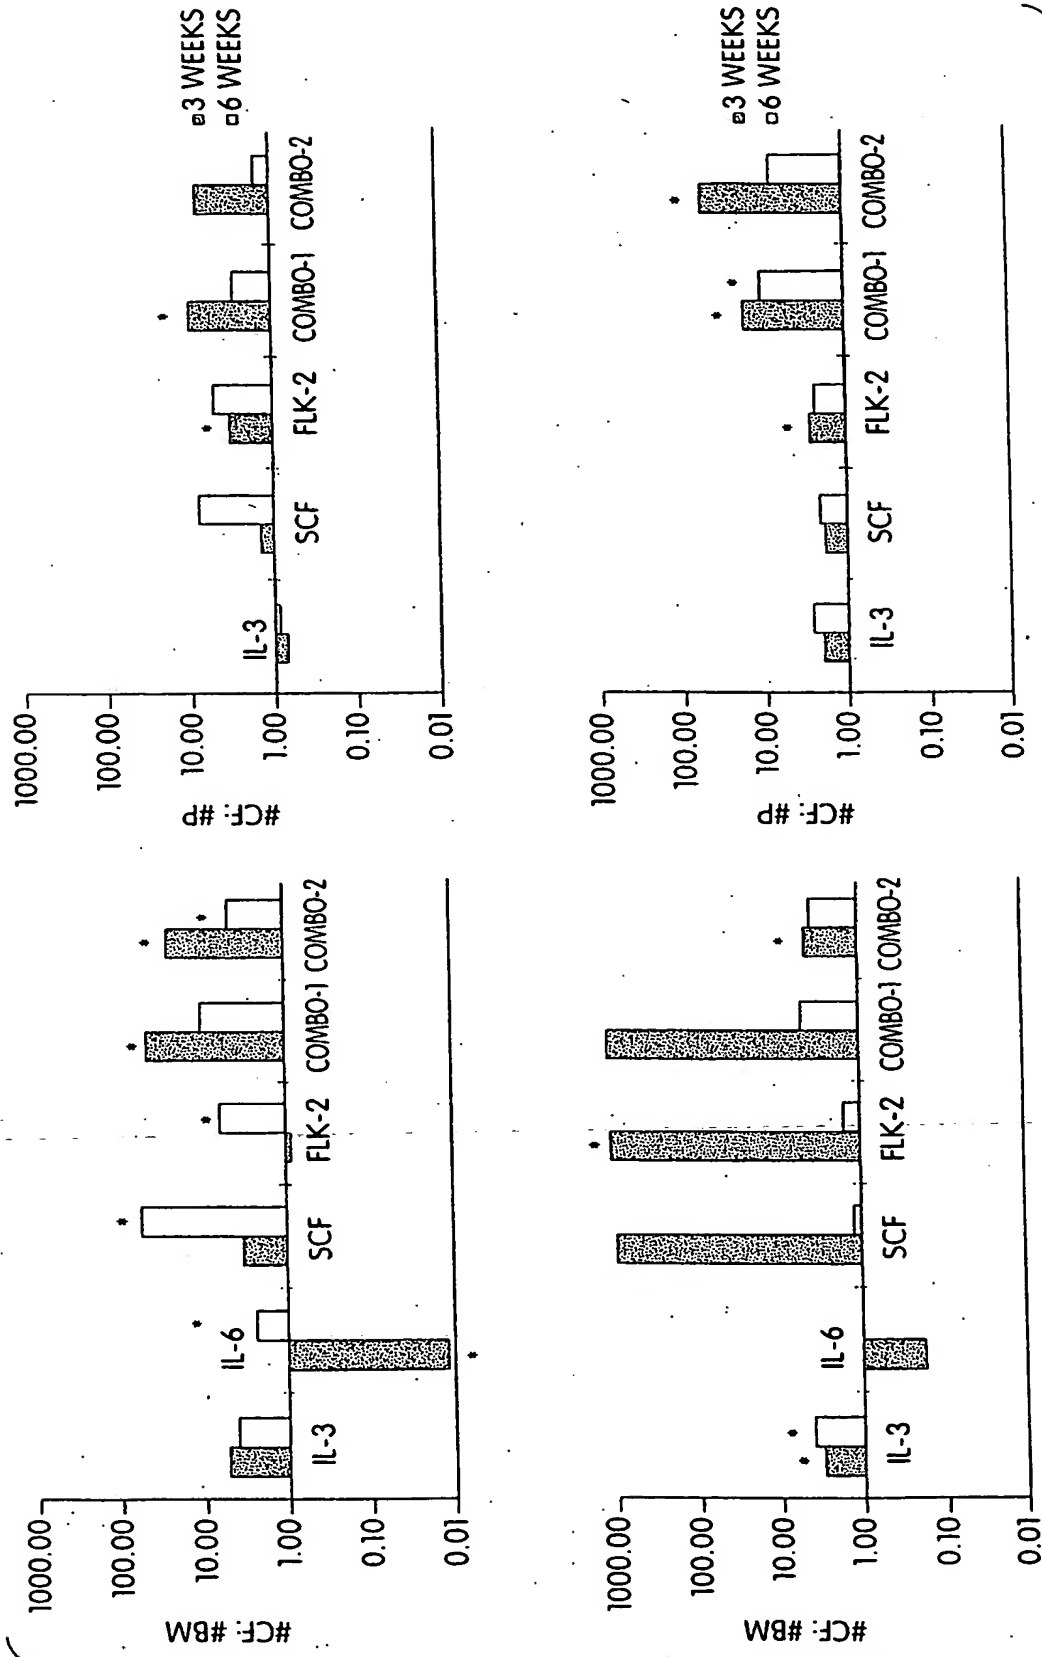 #CF: #BM
1000.00
100.00
10.00
1.00
0.10
0.01
IL-3
IL-6
SCF
FLK-2
COMBO-1
COMBO-2
*
*
*
*
*
*
*
#CF: #P
1000.00
100.00
10.00
1.00
0.10
0.01
IL-3
SCF
FLK-2
COMBO-1
COMBO-2
*
*
3 WEEKS
6 WEEKS
#CF: #BM
1000.00
100.00
10.00
1.00
0.10
0.01
IL-3
IL-6
SCF
FLK-2
COMBO-1
COMBO-2
*
*
*
*
#CF: #P
1000.00
100.00
10.00
1.00
0.10
0.01
IL-3
SCF
FLK-2
COMBO-1
COMBO-2
*
*
*
*
3 WEEKS
6 WEEKS